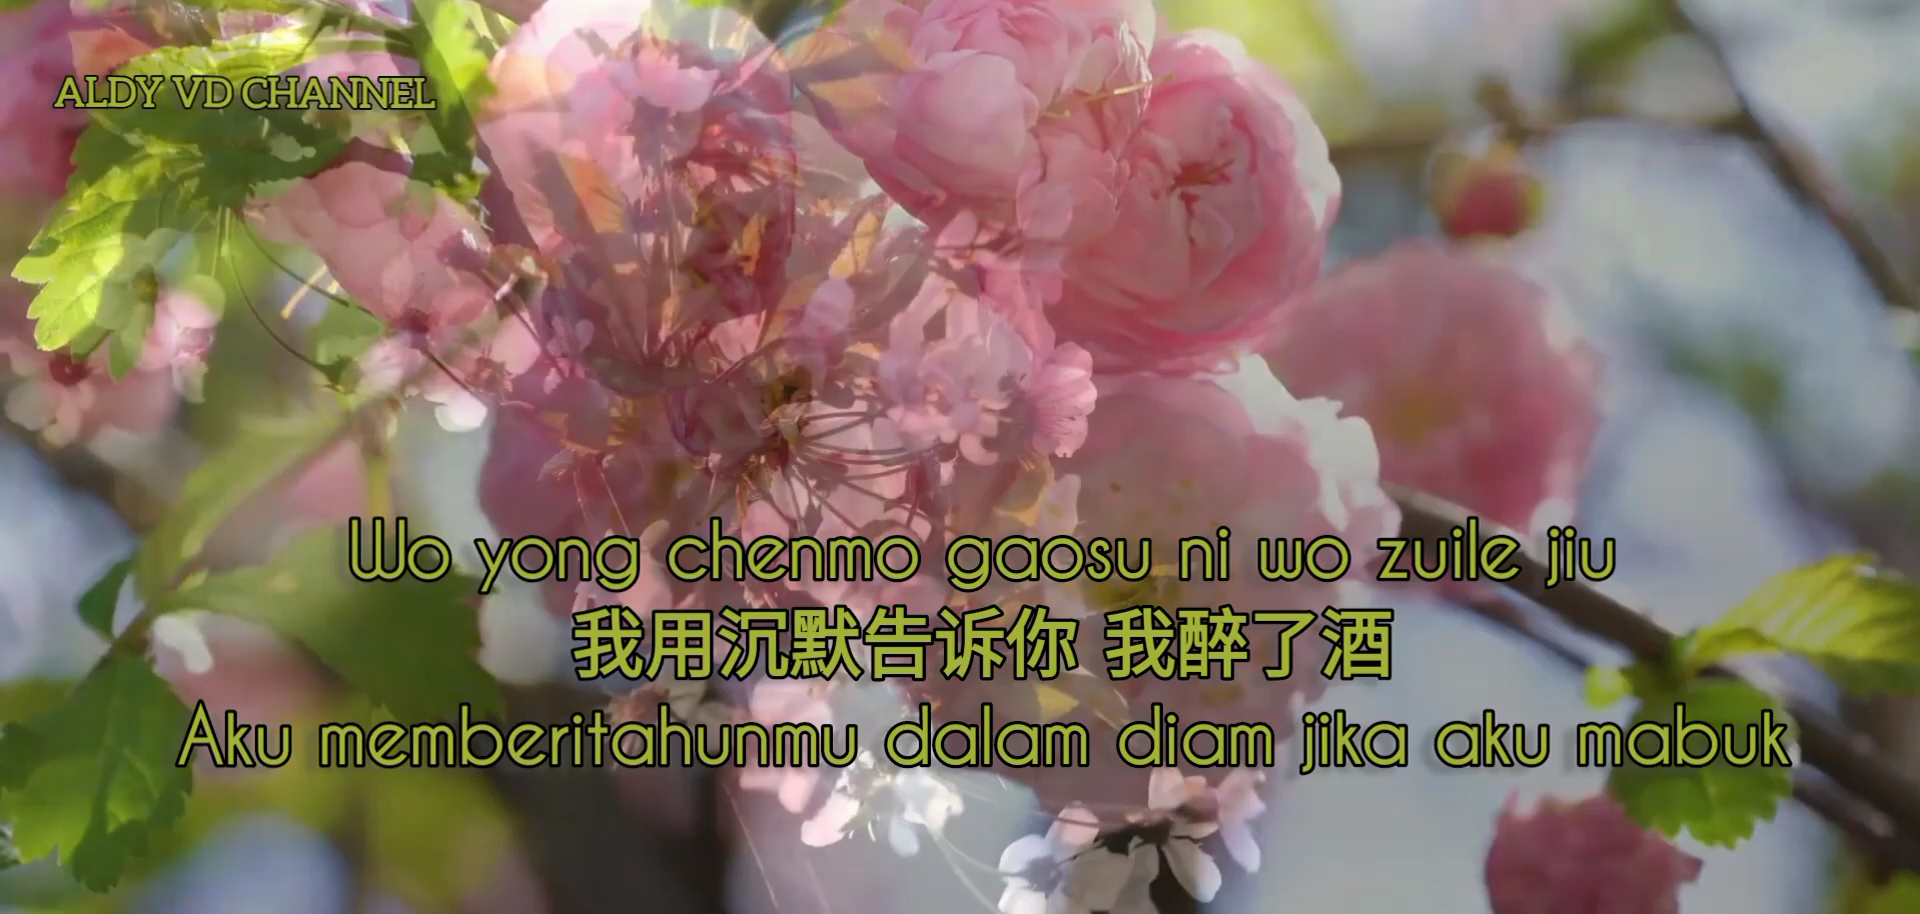 ALDY VD CHANNEL
Wo yong chenmo gaosu ni wo zuile jiu
我用沉默告诉你 我醉了酒
Aku memberitahunmu dalam diam jika aku mabuk